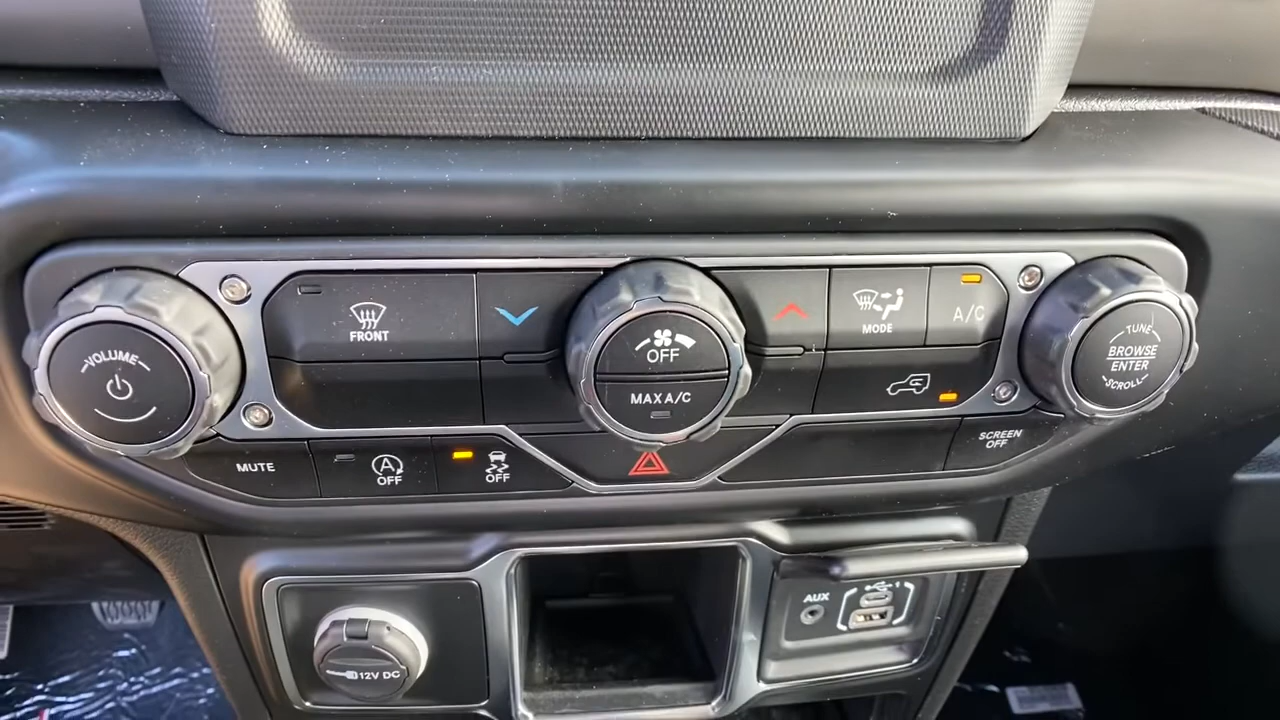 VOLUME
FRONT
OFF
MAX A/C
MODE
A/C
TUNE
BROWSE
ENTER
SCROLL
MUTE
A
OFF
OFF
SCREEN
OFF
12V DC
AUX